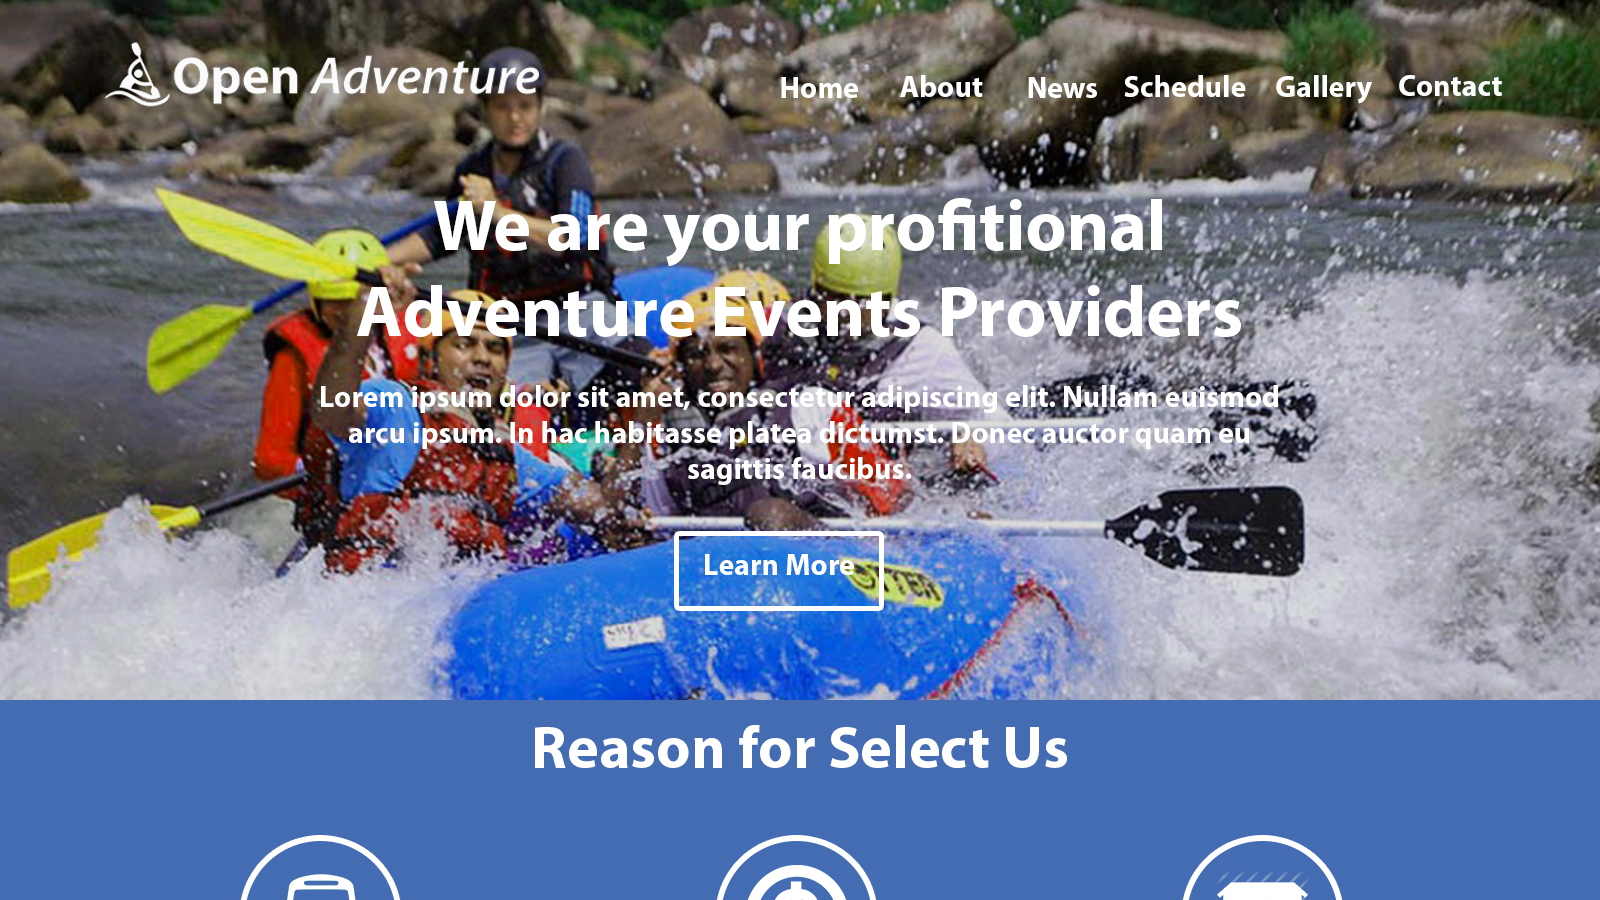 Open Adventure
Home About News Schedule Gallery Contact
We are your profitional
Adventure Events Providers
Lorem ipsum dolor sit amet, consectetur adipiscing elit. Nullam euismod
arcu ipsum. In hac habitasse platea dictumst. Donec auctor quam eu
sagittis faucibus.
Learn More
Reason for Select Us